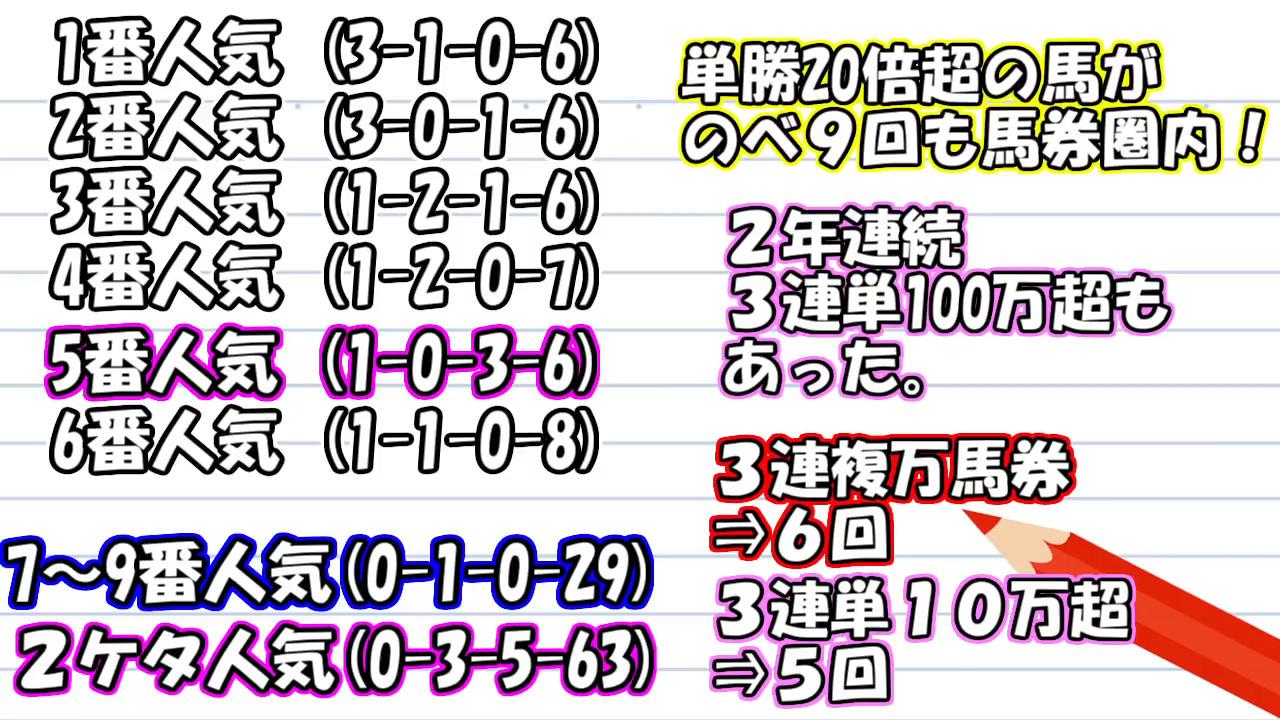 1番人気 (3-1-0-6)
2番人気 (3-0-1-6)
3番人気 (1-2-1-6)
4番人気 (1-2-0-7)
5番人気 (1-0-3-6)
6番人気 (1-1-0-8)
7〜9番人気(0-1-0-29)
2ケタ人気(0-3-5-63)
単勝20倍超の馬が
のべ9回も馬券圏内！
２年連続
３連単100万超も
あった。
３連複万馬券
⇒６回
３連単１０万超
⇒５回